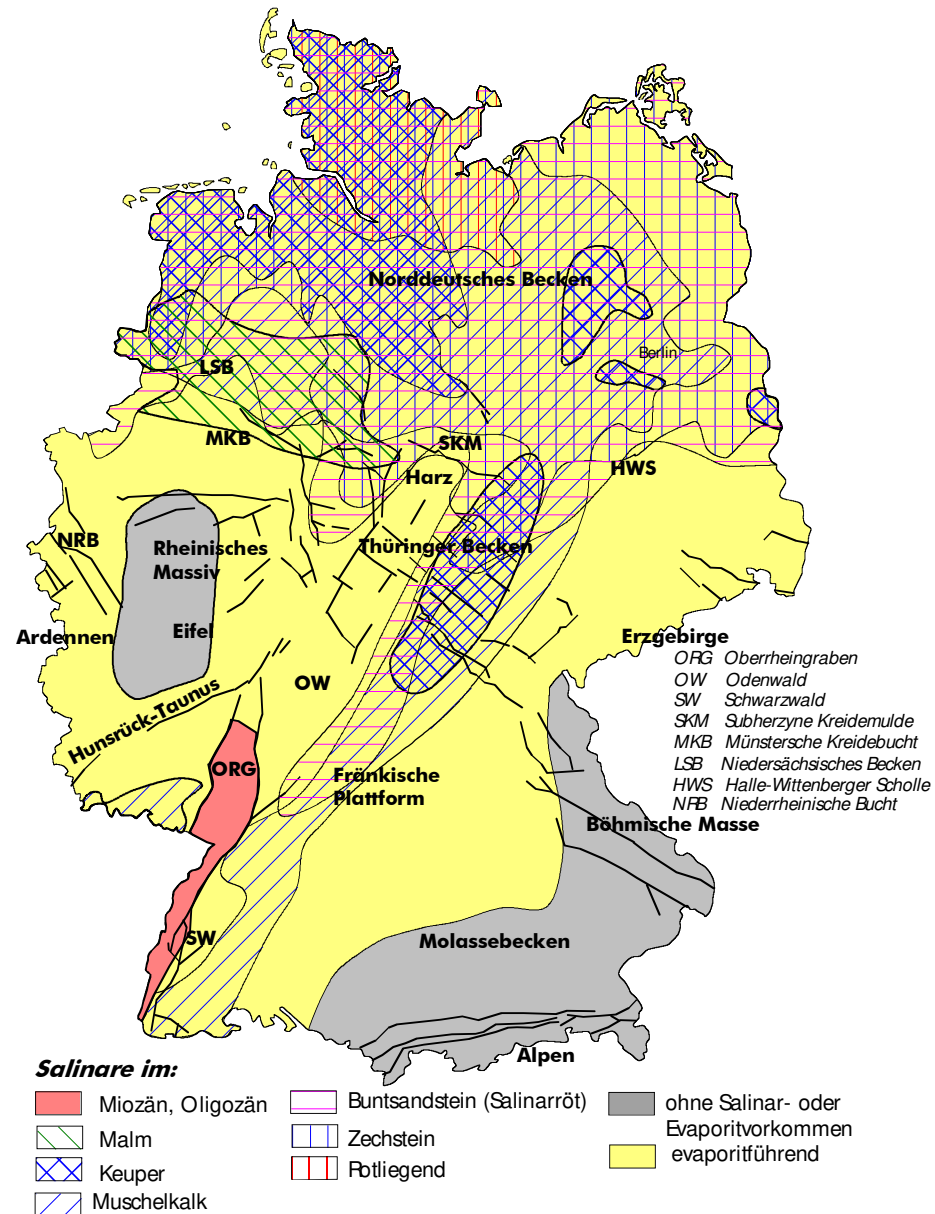 Norddeutsches Becken
Berlin
LSB
MKB
SKM
HWS
Harz
NRB
Rheinisches
Massiv
Thüringer Becken
Ardennen
Eifel
Erzgebirge
ORG Oberrheingraben
OW Odenwald
SW Schwarzwald
SKM Subherzyne Kreidemulde
MKB Münstersche Kreidebucht
LSB Niedersächsisches Becken
HWS Halle-Wittenberger Scholle
NRB Niederrheinische Bucht
OW
Hunsrück-Taunus
ORG
Fränkische
Plattform
Böhmische Masse
SW
Molassebecken
Alpen
Salinare im:
Miozän, Oligozän
Malm
Keuper
Muschelkalk
Buntsandstein (Salinarröt)
Zechstein
Rotliegend
ohne Salinar- oder
Evaporitvorkommen
evaporitführend